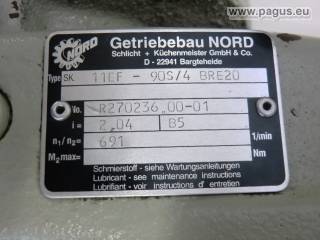 www.pagus.eu
NORD
Getriebebau NORD
Schlicht + Küchenmeister GmbH & Co.
D - 22941 Bargteheide
Type SK 11EF - 90S/4 BRE20
No. R270236.00-01
i = 2,04 B5
n₁/n₂ = 691 1/min
M₂max= Nm
Schmierstoff - siehe Wartungsanleitungen
Lubricant - see maintenance instructions
Lubrifiant - voir instructions d' entretien